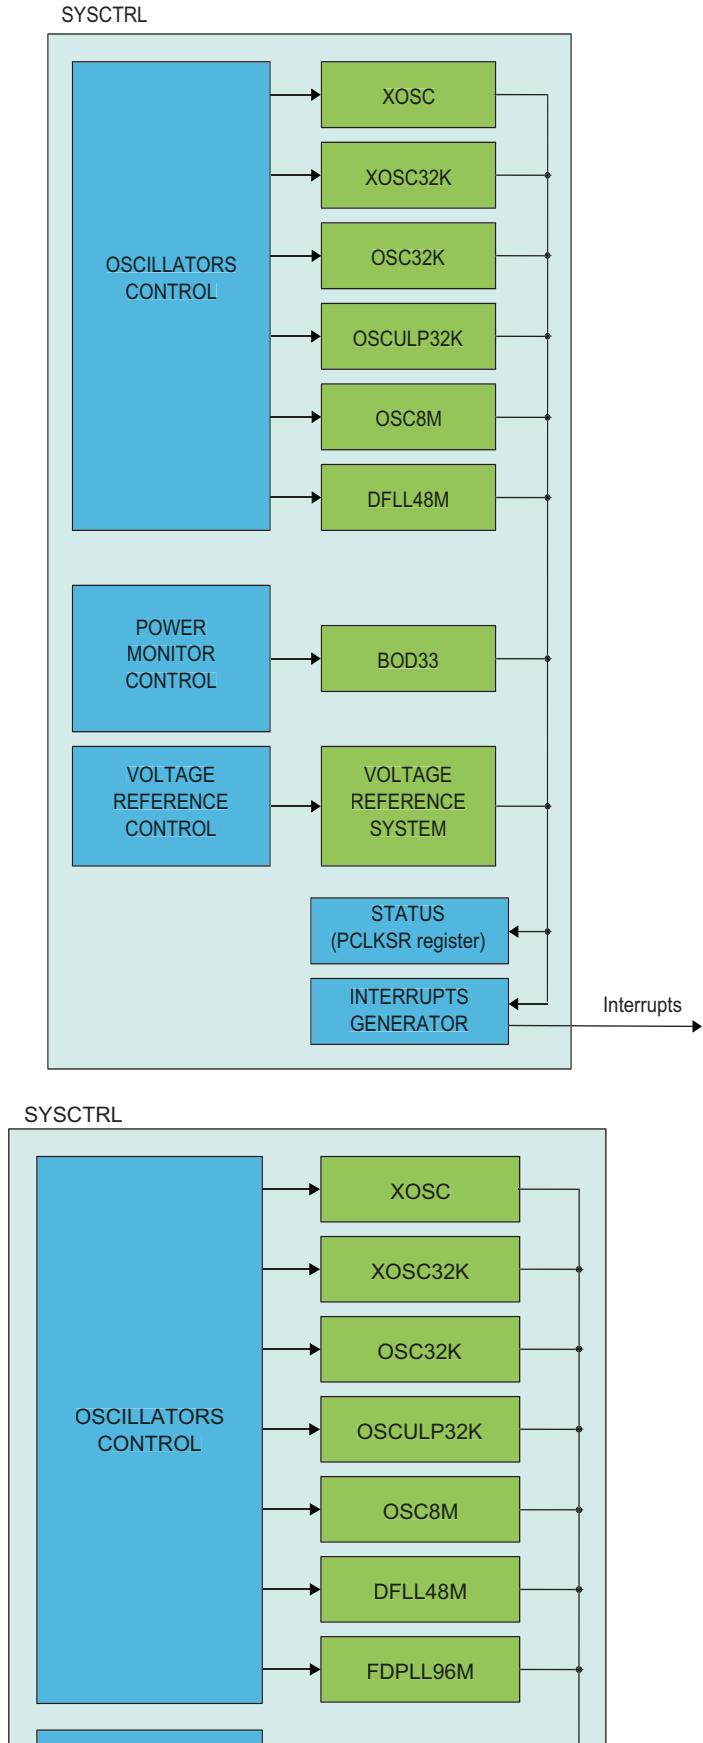 SYSCTRL
XOSC
XOSC32K
OSC32K
OSCILLATORS
CONTROL
OSCULP32K
OSC8M
DFLL48M
POWER
MONITOR
CONTROL
BOD33
VOLTAGE
REFERENCE
CONTROL
VOLTAGE
REFERENCE
SYSTEM
STATUS
(PCLKSR register)
INTERRUPTS
GENERATOR
Interrupts
SYSCTRL
XOSC
XOSC32K
OSC32K
OSCILLATORS
CONTROL
OSCULP32K
OSC8M
DFLL48M
FDPLL96M